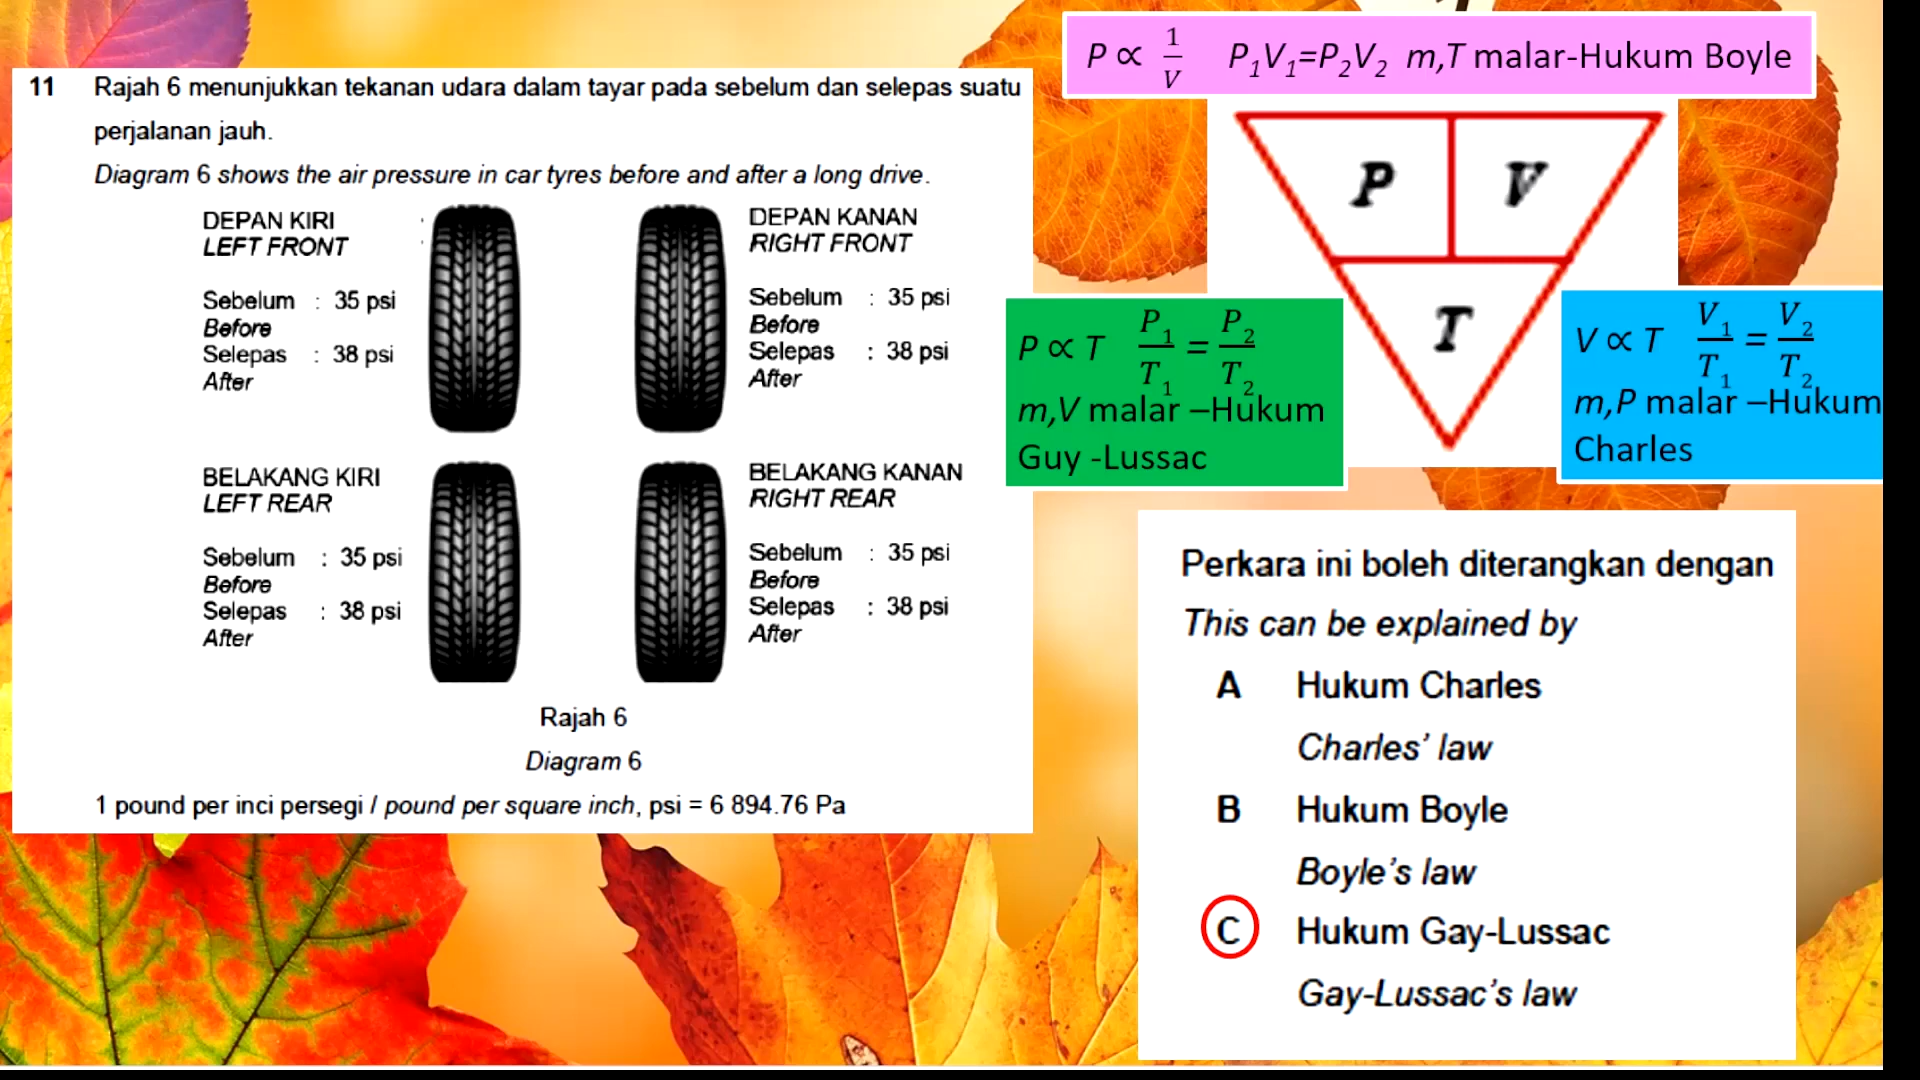 11 Rajah 6 menunjukkan tekanan udara dalam tayar pada sebelum dan selepas suatu
perjalanan jauh.
Diagram 6 shows the air pressure in car tyres before and after a long drive.
DEPAN KIRI
LEFT FRONT
Sebelum : 35 psi
Before
Selepas : 38 psi
After
DEPAN KANAN
RIGHT FRONT
Sebelum : 35 psi
Before
Selepas : 38 psi
After
BELAKANG KIRI
LEFT REAR
Sebelum : 35 psi
Before
Selepas : 38 psi
After
BELAKANG KANAN
RIGHT REAR
Sebelum : 35 psi
Before
Selepas : 38 psi
After
Rajah 6
Diagram 6
1 pound per inci persegi / pound per square inch, psi = 6 894.76 Pa
P ∝ 1/V P₁V₁=P₂V₂ m,T malar-Hukum Boyle
P V
T
P ∝ T P₁/T₁ = P₂/T₂
m,V malar –Hukum
Guy -Lussac
V ∝ T V₁/T₁ = V₂/T₂
m,P malar –Hukum
Charles
Perkara ini boleh diterangkan dengan
This can be explained by
A Hukum Charles
Charles' law
B Hukum Boyle
Boyle's law
C Hukum Gay-Lussac
Gay-Lussac's law